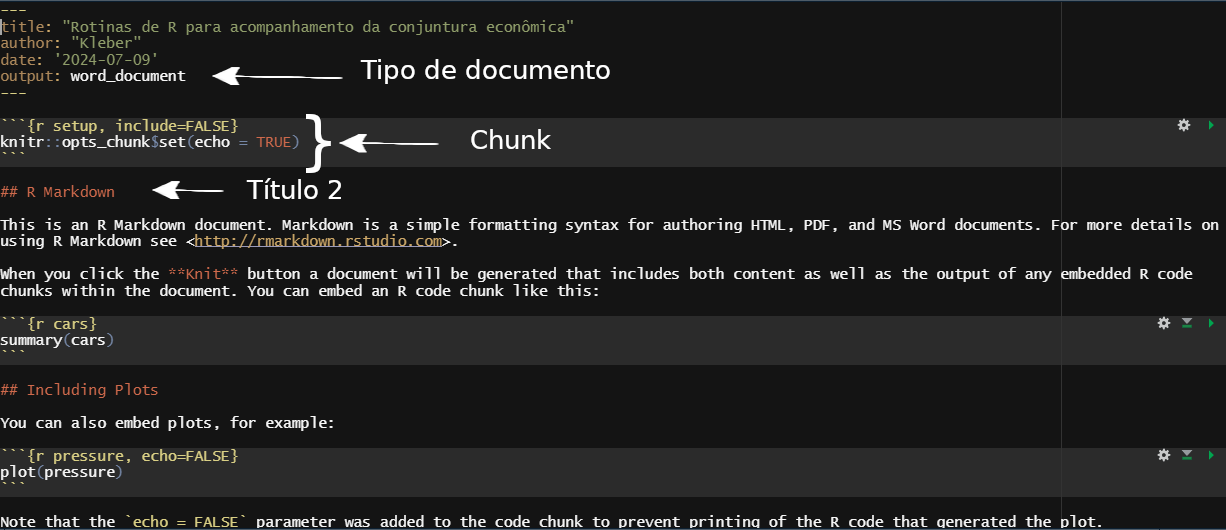 ---
title: "Rotinas de R para acompanhamento da conjuntura econômica"
author: "Kleber"
date: '2024-07-09'
output: word_document
Tipo de documento
---
```{r setup, include=FALSE}
knitr::opts_chunk$set(echo = TRUE)
```
Chunk
## R Markdown
Título 2
This is an R Markdown document. Markdown is a simple formatting syntax for authoring HTML, PDF, and MS Word documents. For more details on
using R Markdown see <http://rmarkdown.rstudio.com>.
When you click the **Knit** button a document will be generated that includes both content as well as the output of any embedded R code
chunks within the document. You can embed an R code chunk like this:
```{r cars}
summary(cars)
```
## Including Plots
You can also embed plots, for example:
```{r pressure, echo=FALSE}
plot(pressure)
```
Note that the `echo = FALSE` parameter was added to the code chunk to prevent printing of the R code that generated the plot.